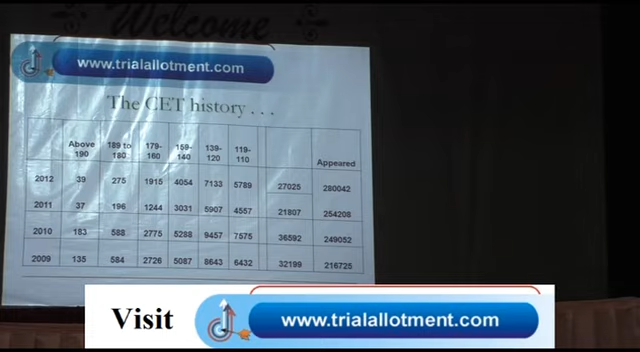 Welcome
www.trialallotment.com
The CET history . . .
Above 190 189 to 180 179-160 159-140 139-120 119-110 Appeared
2012 39 275 1915 4054 7133 5789 27025 280042
2011 37 196 1244 3031 5907 4557 21807 254208
2010 183 588 2775 5288 9457 7575 36592 249052
2009 135 584 2726 5087 8643 6432 32199 216725
Visit www.trialallotment.com